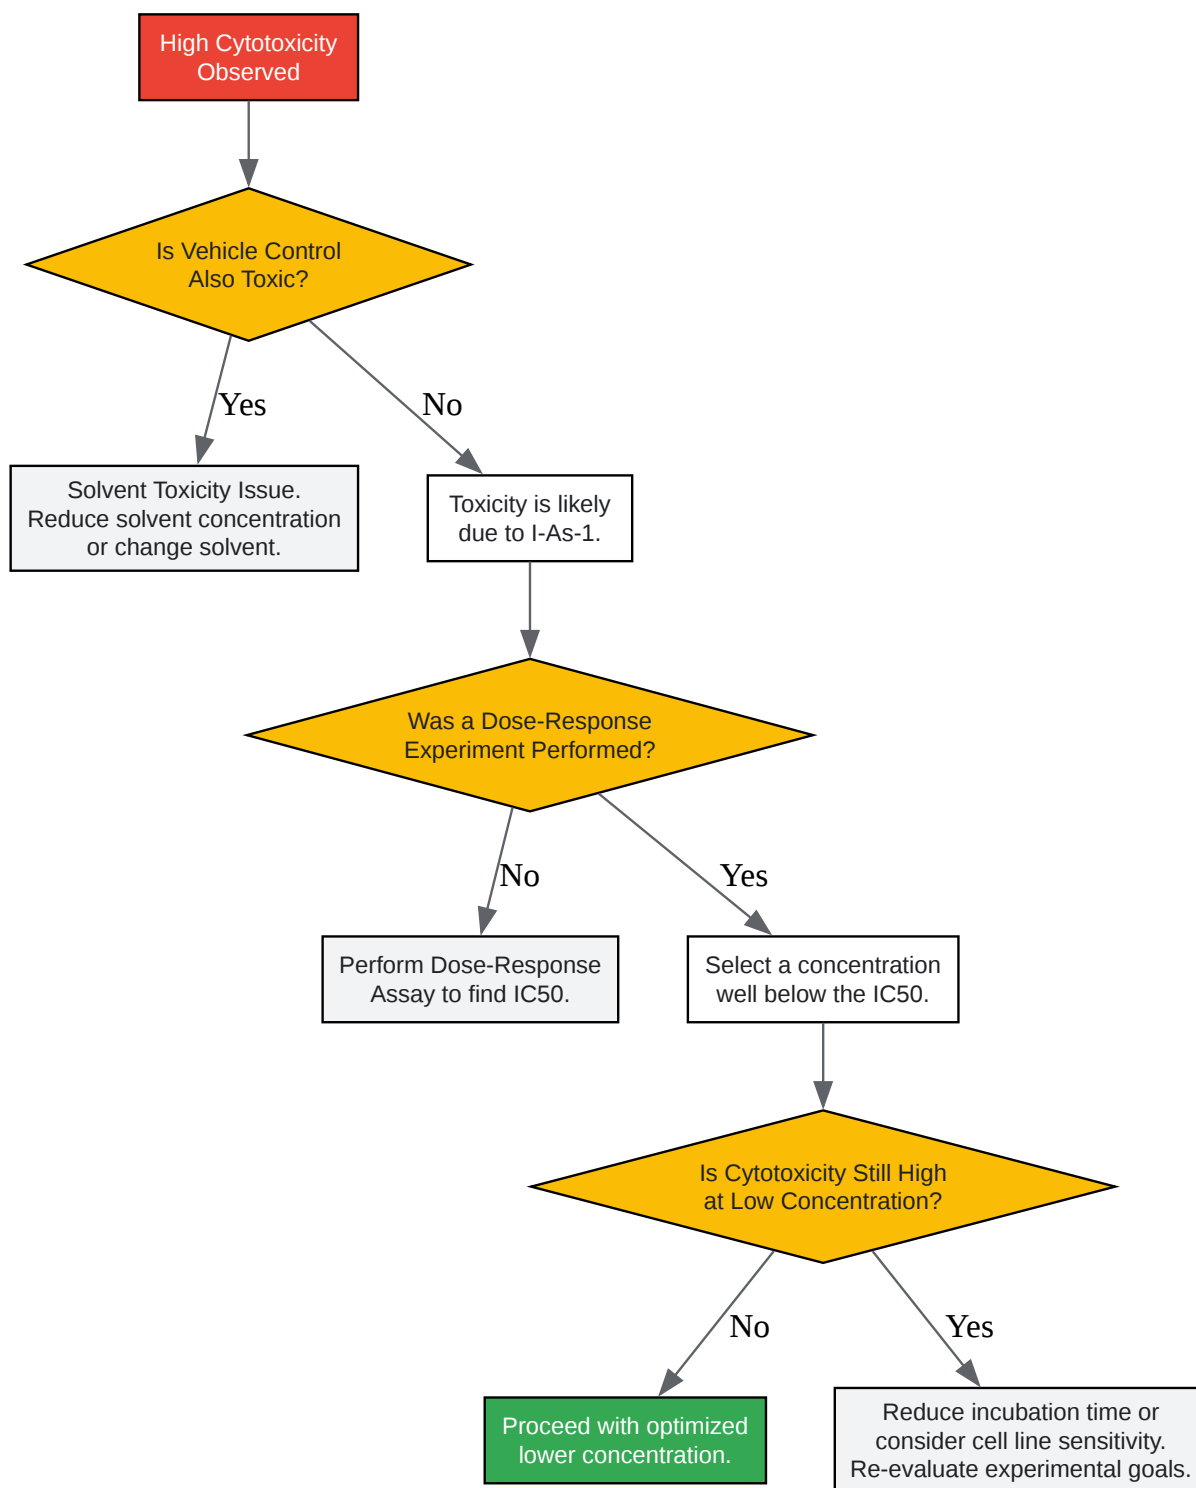 High Cytotoxicity
Observed
Is Vehicle Control
Also Toxic?
Yes
No
Solvent Toxicity Issue.
Reduce solvent concentration
or change solvent.
Toxicity is likely
due to I-As-1.
Was a Dose-Response
Experiment Performed?
No
Yes
Perform Dose-Response
Assay to find IC50.
Select a concentration
well below the IC50.
Is Cytotoxicity Still High
at Low Concentration?
No
Yes
Proceed with optimized
lower concentration.
Reduce incubation time or
consider cell line sensitivity.
Re-evaluate experimental goals.